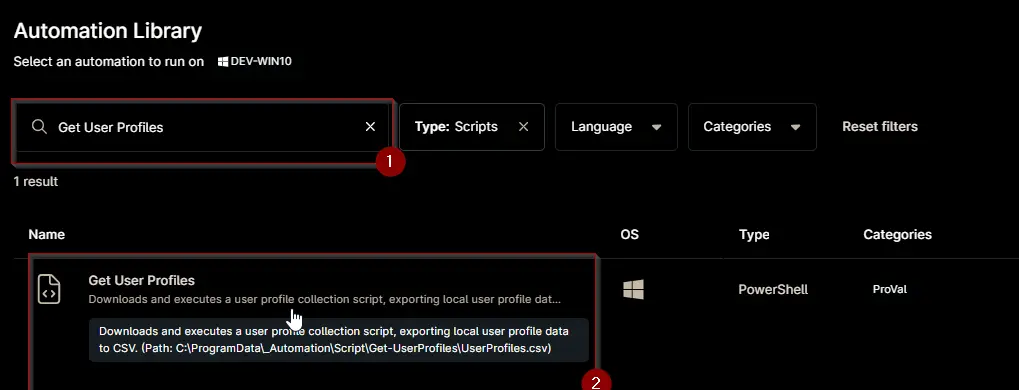 Automation Library
Select an automation to run on DEV-WIN10
Get User Profiles
Type: Scripts
Language
Categories
Reset filters
1
1 result
Name OS Type Categories
Get User Profiles
Downloads and executes a user profile collection script, exporting local user profile dat...
PowerShell
ProVal
Downloads and executes a user profile collection script, exporting local user profile data
to CSV. (Path: C:\ProgramData\_Automation\Script\Get-UserProfiles\UserProfiles.csv)
2